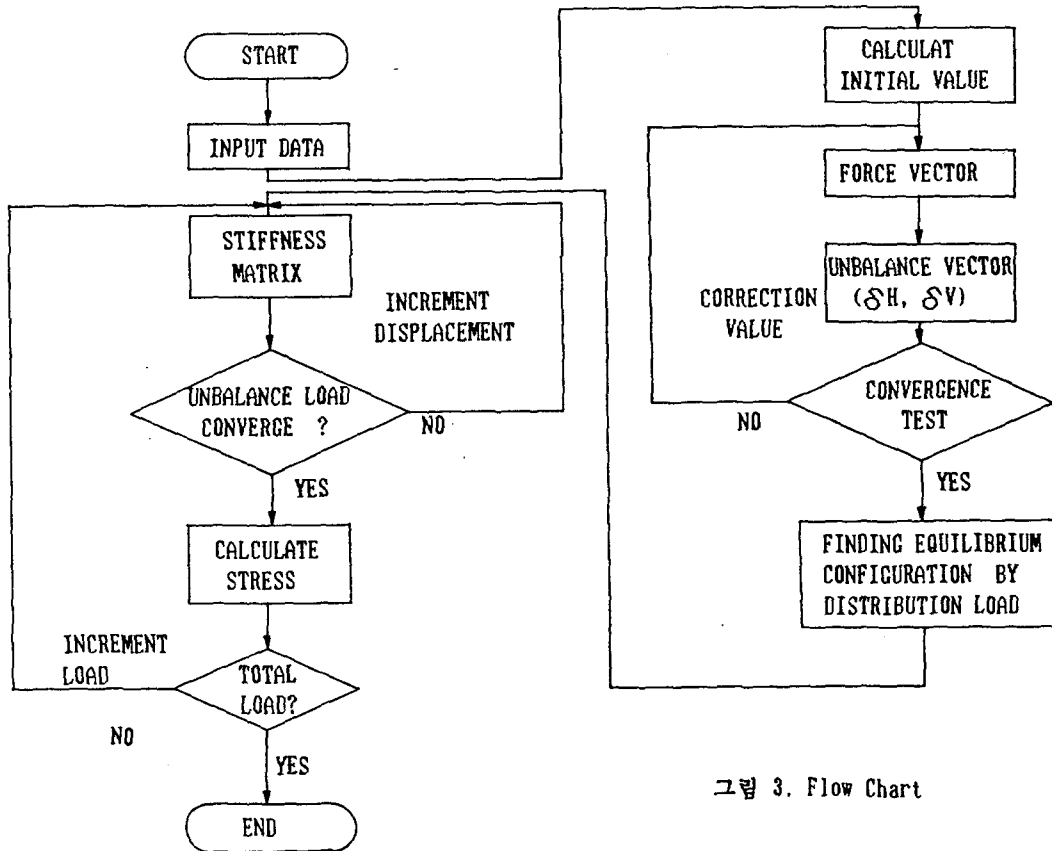 START
INPUT DATA
STIFFNESS
MATRIX
INCREMENT
DISPLACEMENT
UNBALANCE LOAD
CONVERGE ?
NO
YES
CALCULATE
STRESS
INCREMENT
LOAD
TOTAL
LOAD?
NO
YES
END
CALCULAT
INITIAL VALUE
FORCE VECTOR
UNBALANCE VECTOR
(δH, δV)
CORRECTION
VALUE
CONVERGENCE
TEST
NO
YES
FINDING EQUILIBRIUM
CONFIGURATION BY
DISTRIBUTION LOAD
그림 3. Flow Chart